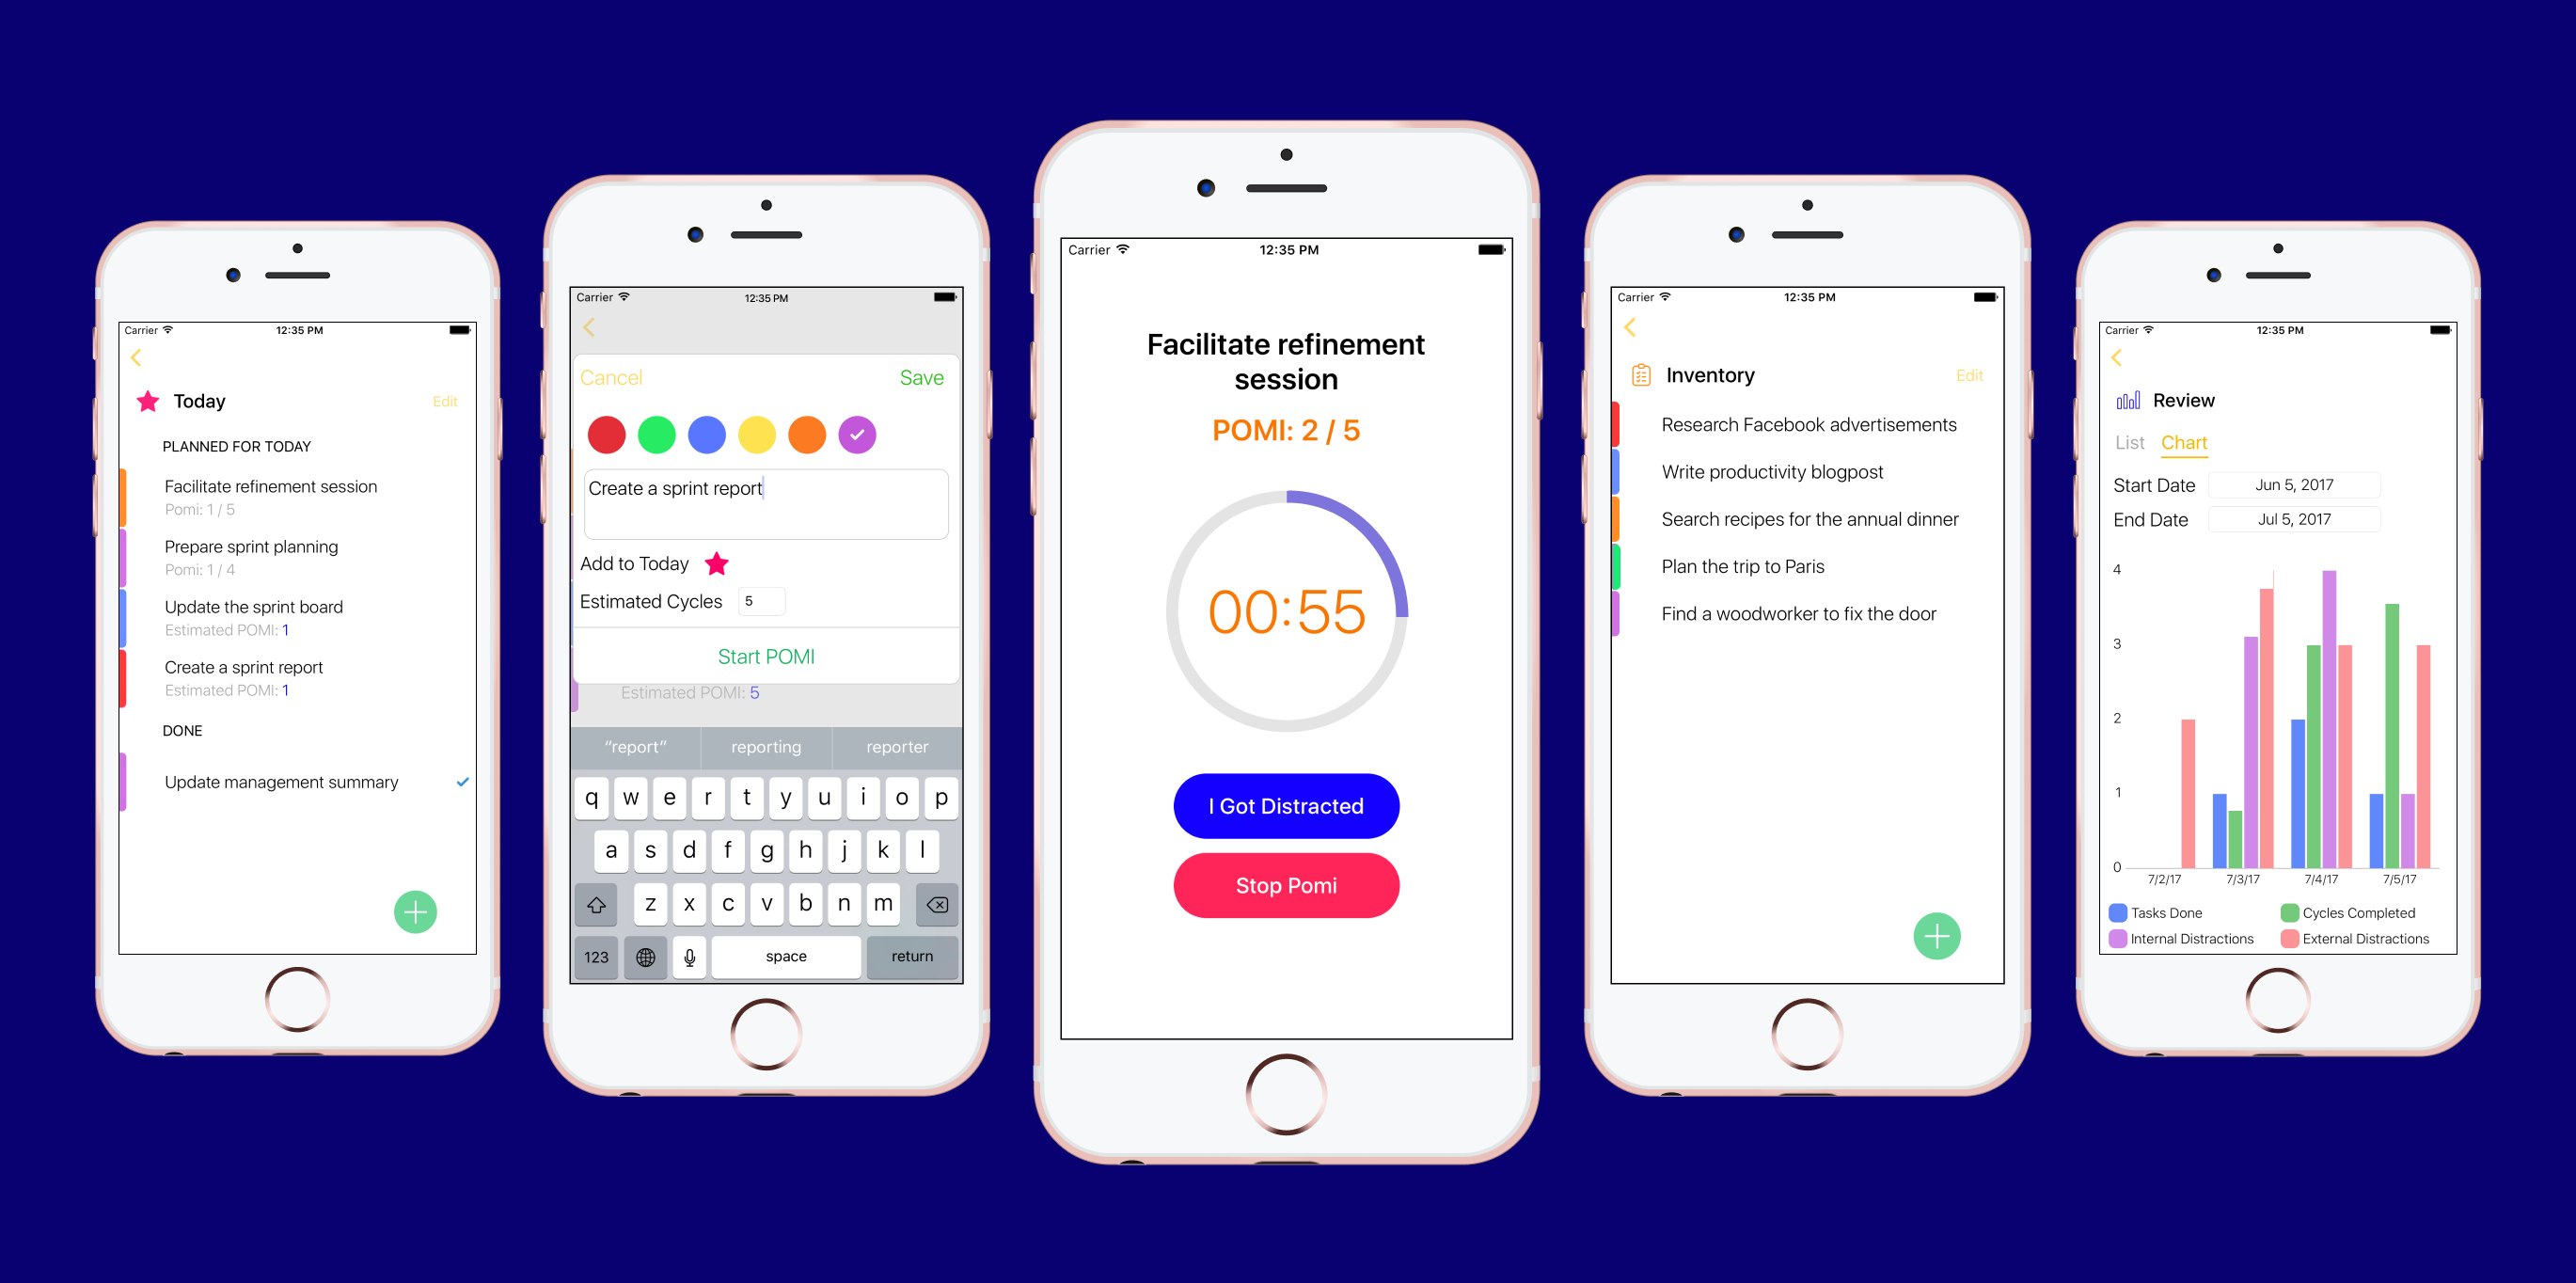 Carrier 12:35 PM
Today Edit
PLANNED FOR TODAY
Facilitate refinement session
Pomi: 1 / 5
Prepare sprint planning
Pomi: 1 / 4
Update the sprint board
Estimated POMI: 1
Create a sprint report
Estimated POMI: 1
DONE
Update management summary
Carrier 12:35 PM
Cancel Save
Create a sprint report
Add to Today
Estimated Cycles 5
Start POMI
Estimated POMI: 5
“report” reporting reporter
q w e r t y u i o p
a s d f g h j k l
z x c v b n m
123 space return
Carrier 12:35 PM
Facilitate refinement
session
POMI: 2 / 5
00:55
I Got Distracted
Stop Pomi
Carrier 12:35 PM
Inventory Edit
Research Facebook advertisements
Write productivity blogpost
Search recipes for the annual dinner
Plan the trip to Paris
Find a woodworker to fix the door
Carrier 12:35 PM
Review
List Chart
Start Date Jun 5, 2017
End Date Jul 5, 2017
4
3
2
1
0
7/2/17 7/3/17 7/4/17 7/5/17
Tasks Done Cycles Completed
Internal Distractions External Distractions